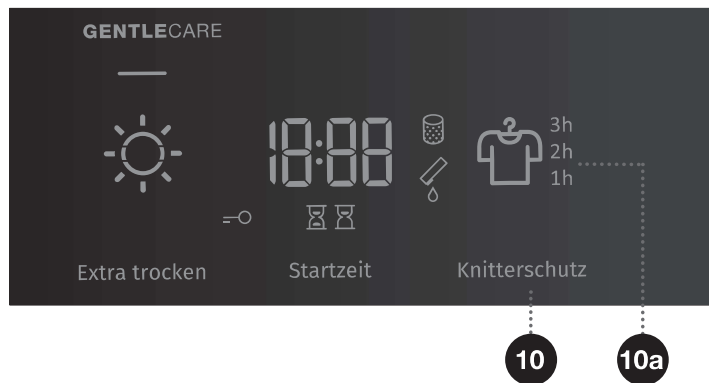 GENTLECARE
18:88
3h
2h
1h
Extra trocken
Startzeit
Knitterschutz
10
10a